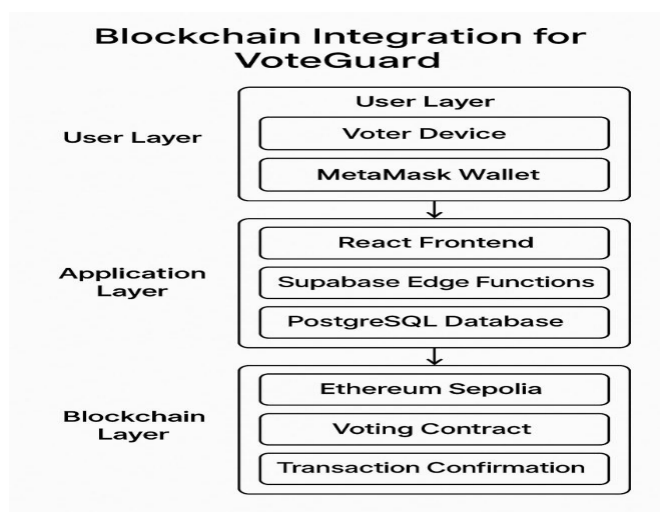 Blockchain Integration for
VoteGuard
User Layer
User Layer
Voter Device
MetaMask Wallet
Application
Layer
React Frontend
Supabase Edge Functions
PostgreSQL Database
Blockchain
Layer
Ethereum Sepolia
Voting Contract
Transaction Confirmation